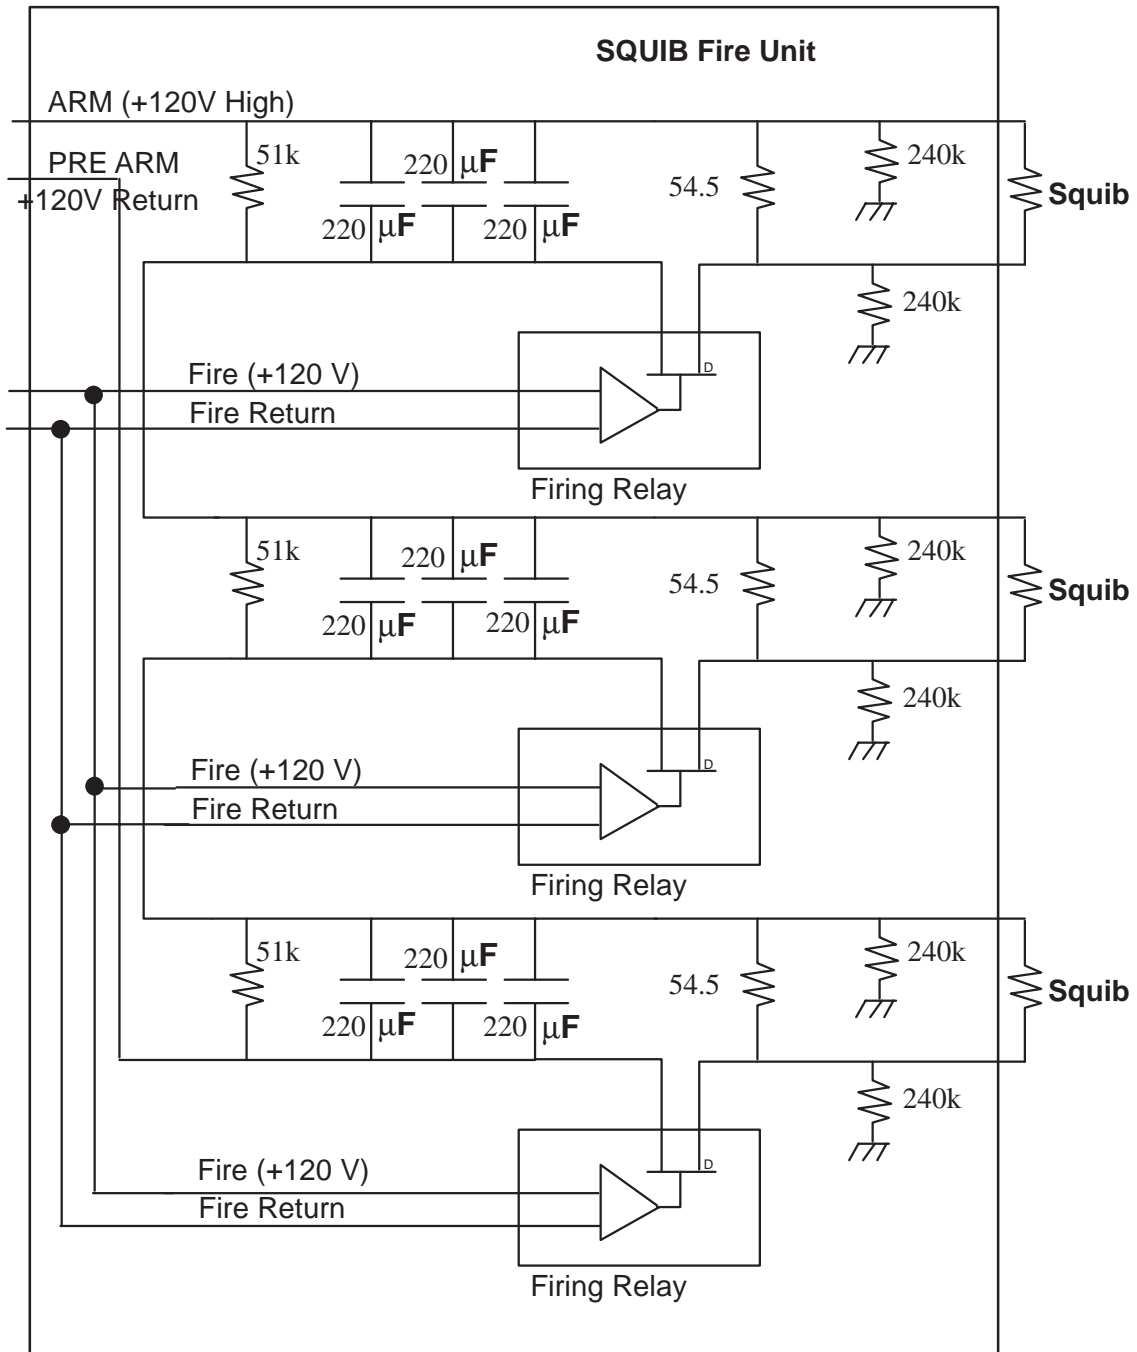 SQUIB Fire Unit
ARM (+120V High)
PRE ARM
+120V Return
51k
220 µF
220 µF
220 µF
54.5
240k
Squib
240k
Fire (+120 V)
Fire Return
D
Firing Relay
51k
220 µF
220 µF
220 µF
54.5
240k
Squib
240k
Fire (+120 V)
Fire Return
D
Firing Relay
51k
220 µF
220 µF
220 µF
54.5
240k
Squib
240k
Fire (+120 V)
Fire Return
D
Firing Relay